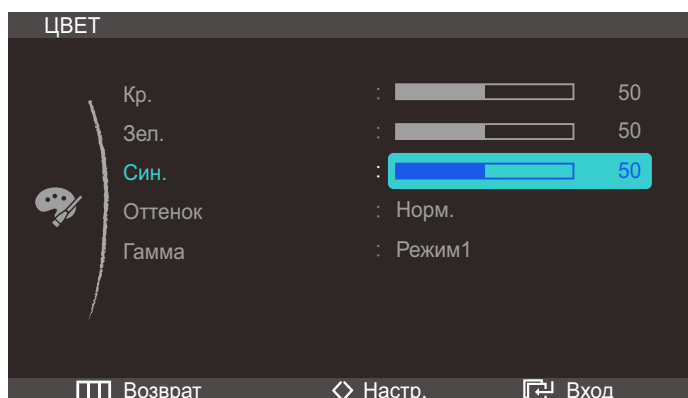 ЦВЕТ
Кр. : 50
Зел. : 50
Син. : 50
Оттенок : Норм.
Гамма : Режим1
Возврат Настр. Вход